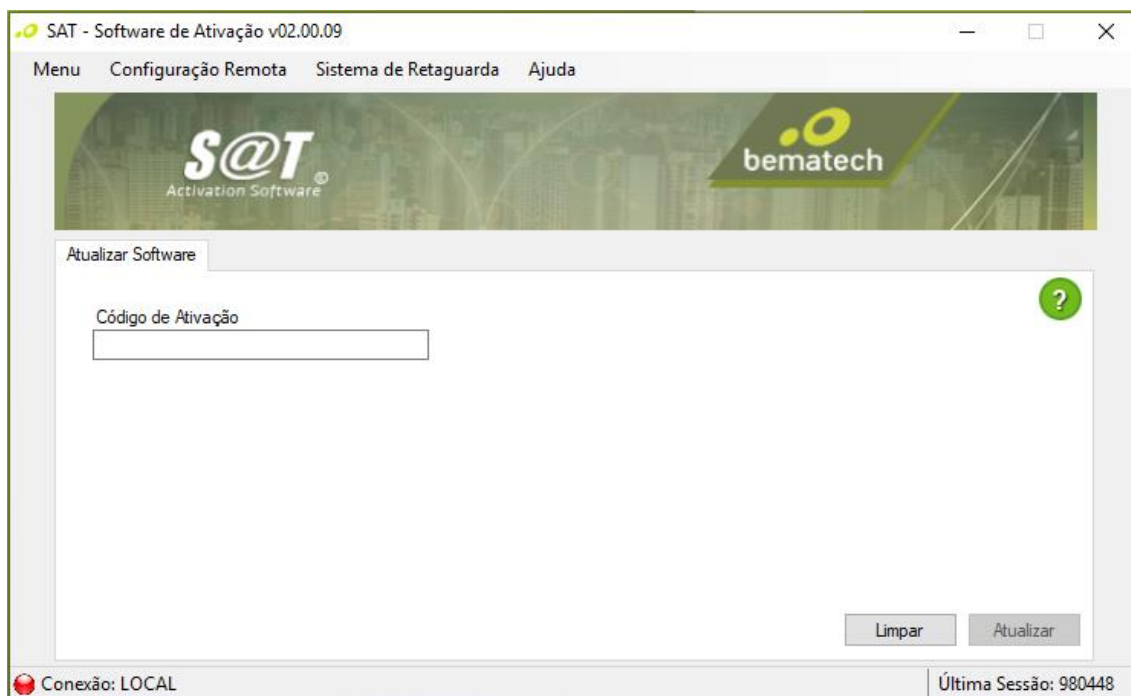 SAT - Software de Ativação v02.00.09
Menu Configuração Remota Sistema de Retaguarda Ajuda
S@T
©
Activation Software
bematech
Atualizar Software
?
Código de Ativação
Limpar Atualizar
Conexão: LOCAL Última Sessão: 980448